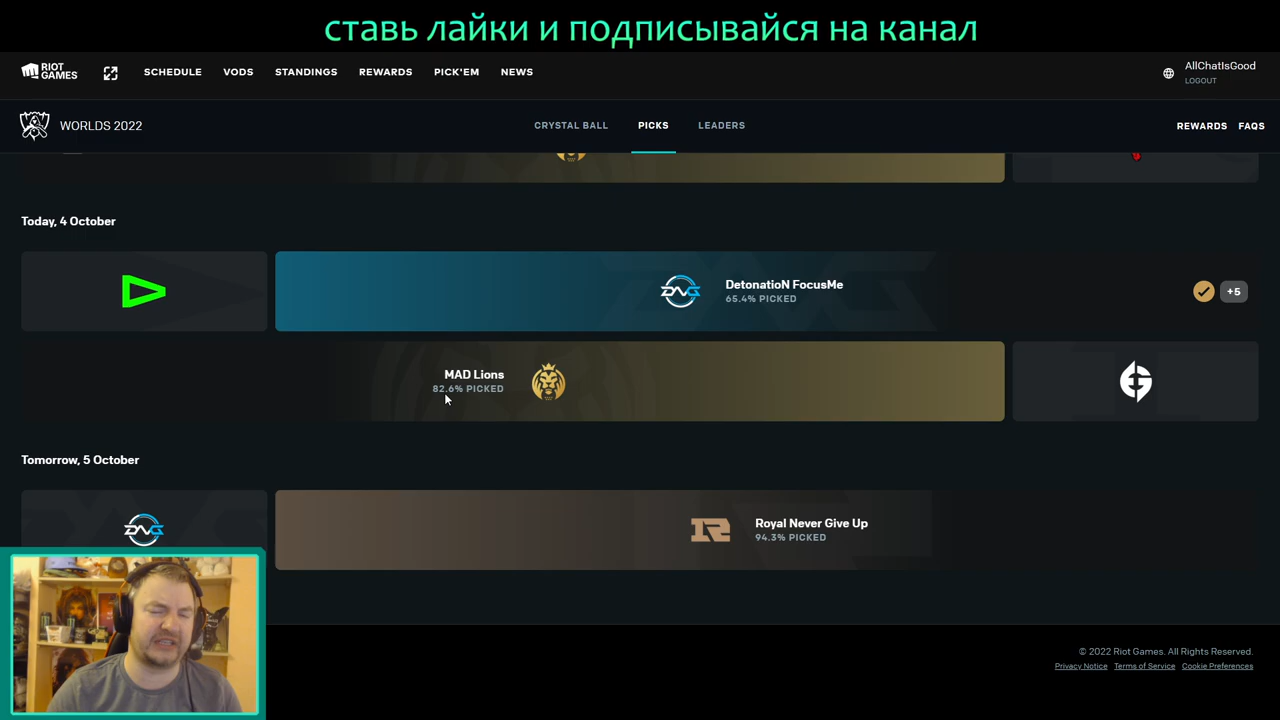 ставь лайки и подписывайся на канал
RIOT GAMES
SCHEDULE VODS STANDINGS REWARDS PICK'EM NEWS
AllChatIsGood
LOGOUT
WORLDS 2022
CRYSTAL BALL PICKS LEADERS
REWARDS FAQS
Today, 4 October
DetonatioN FocusMe
65.4% PICKED
+5
MAD Lions
82.6% PICKED
Tomorrow, 5 October
Royal Never Give Up
94.3% PICKED
© 2022 Riot Games. All Rights Reserved.
Privacy Notice Terms of Service Cookie Preferences